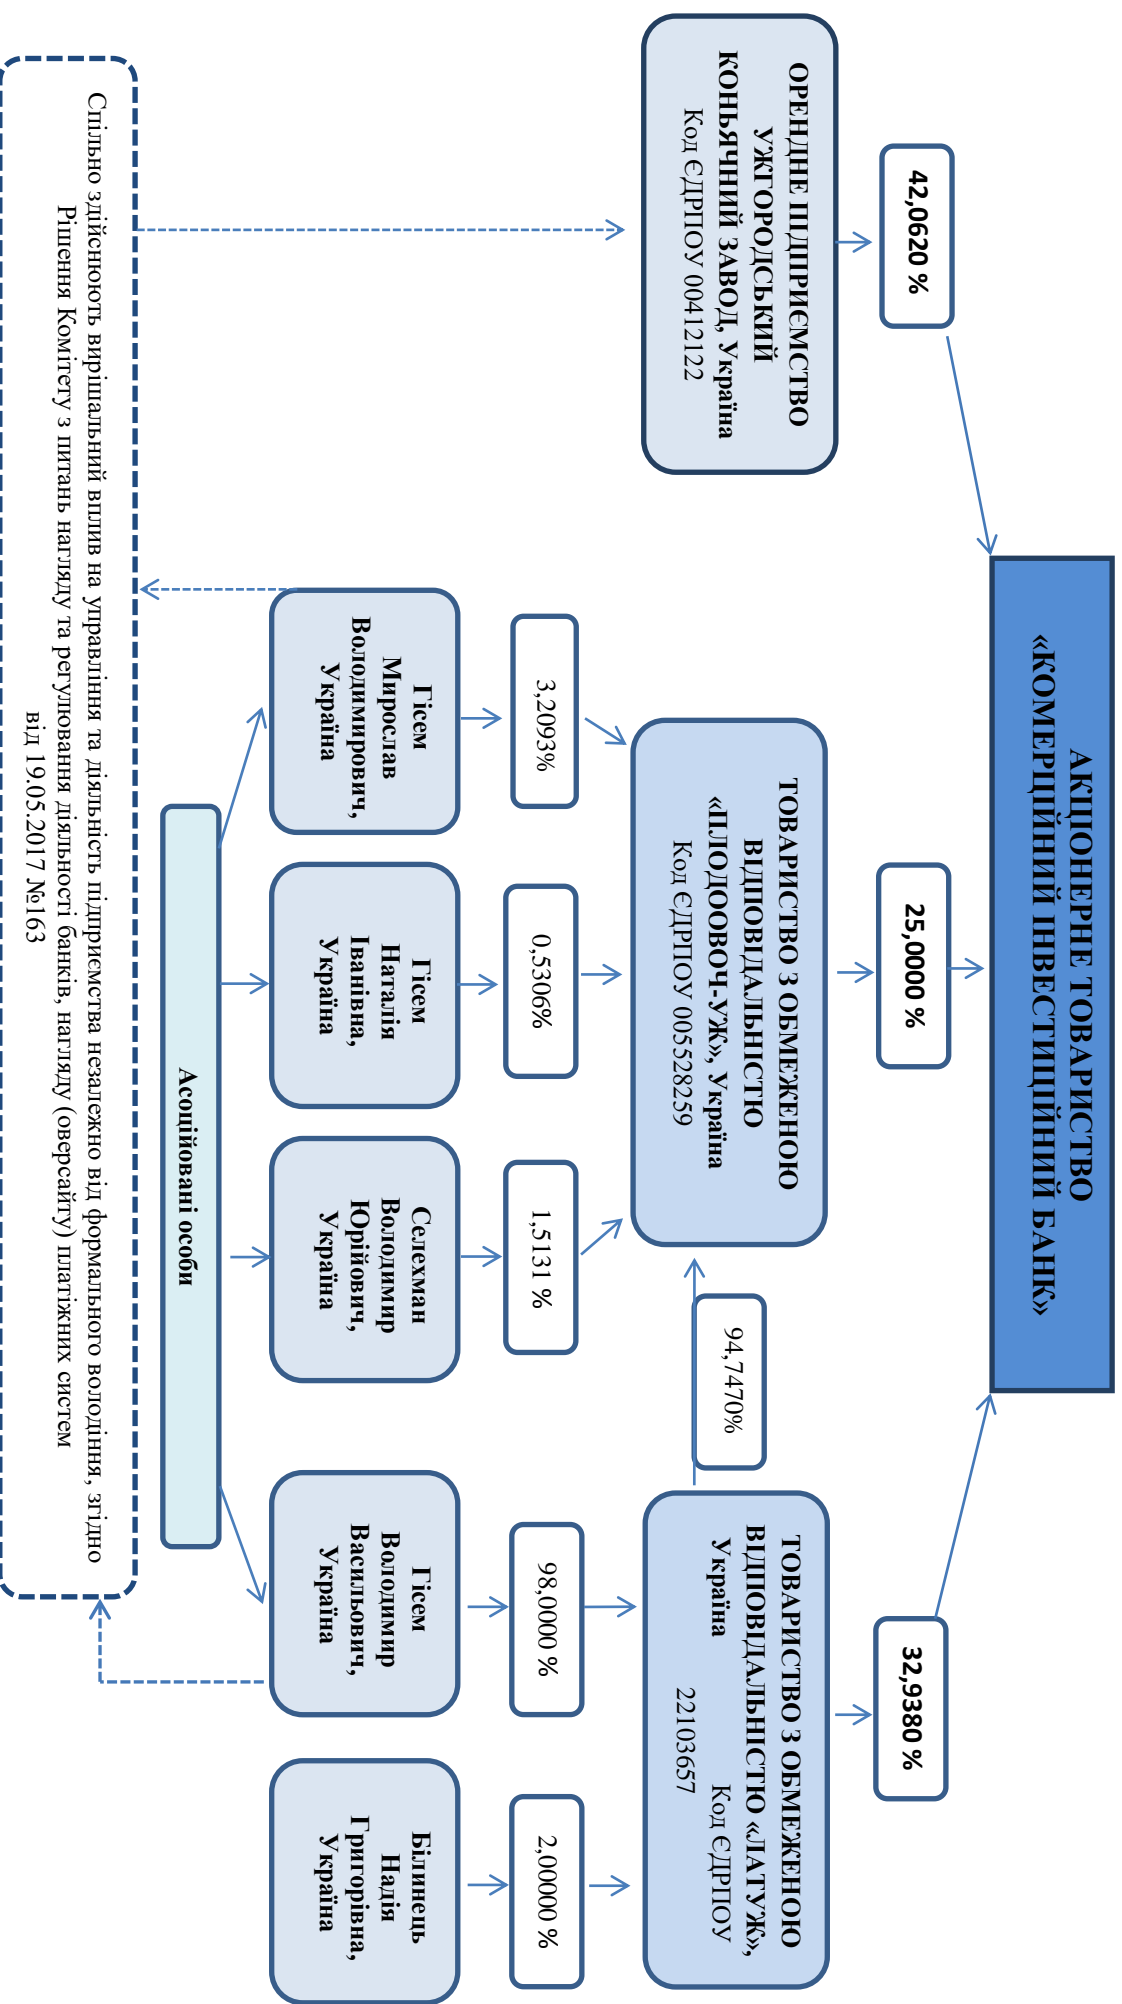 АКЦІОНЕРНЕ ТОВАРИСТВО
«КОМЕРЦІЙНИЙ ІНВЕСТИЦІЙНИЙ БАНК»
42,0620 %
25,0000 %
32,9380 %
ОРЕНДНЕ ПІДПРИЄМСТВО
УЖГОРОДСЬКИЙ
КОНЬЯЧНИЙ ЗАВОД, Україна
Код ЄДРПОУ 00412122
ТОВАРИСТВО З ОБМЕЖЕНОЮ
ВІДПОВІДАЛЬНІСТЮ
«ПЛОДООВОЧ-УЖ», Україна
Код ЄДРПОУ 005528259
94,7470%
ТОВАРИСТВО З ОБМЕЖЕНОЮ
ВІДПОВІДАЛЬНІСТЮ «ЛАТУЖ»,
Україна Код ЄДРПОУ
22103657
3,2093%
0,5306%
1,5131 %
98,0000 %
2,00000 %
Гісем
Мирослав
Володимирович,
Україна
Гісем
Наталія
Іванівна,
Україна
Селехман
Володимир
Юрійович,
Україна
Гісем
Володимир
Васильович,
Україна
Білинець
Надія
Григорівна,
Україна
Асоційовані особи
Спільно здійснюють вирішальний вплив на управління та діяльність підприємства незалежно від формального володіння, згідно
Рішення Комітету з питань нагляду та регулювання діяльності банків, нагляду (оверсайту) платіжних систем
від 19.05.2017 №163